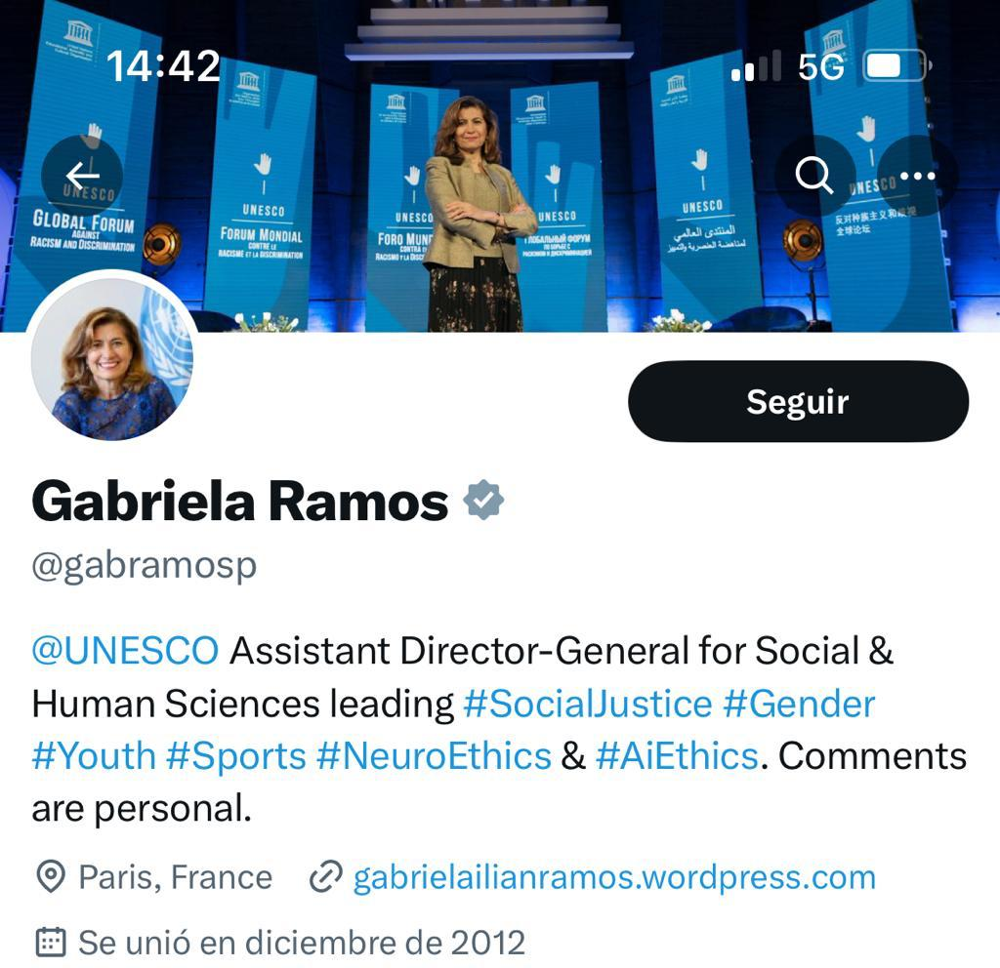 14:42
5G
UNESCO
GLOBAL FORUM
AGAINST
RACISM AND DISCRIMINATION
UNESCO
FORUM MONDIAL
CONTRE LE
RACISME ET LA DISCRIMINATION
UNESCO
FORO MUN
CONTRA
RACISMO Y LA DISC
UNESCO
ГЛОБАЛЬНЫЙ ФОРУМ
ПО БОРЬБЕ С
РАСИЗМОМ И ДИСКРИМИНАЦИЕЙ
UNESCO
المنتدى العالمي
لمناهضة العنصرية والتمييز
UNESCO
反对种族主义和歧视
全球论坛
Seguir
Gabriela Ramos
@gabramosp
@UNESCO Assistant Director-General for Social &
Human Sciences leading #SocialJustice #Gender
#Youth #Sports #NeuroEthics & #AiEthics. Comments
are personal.
Paris, France gabrielailianramos.wordpress.com
Se unió en diciembre de 2012